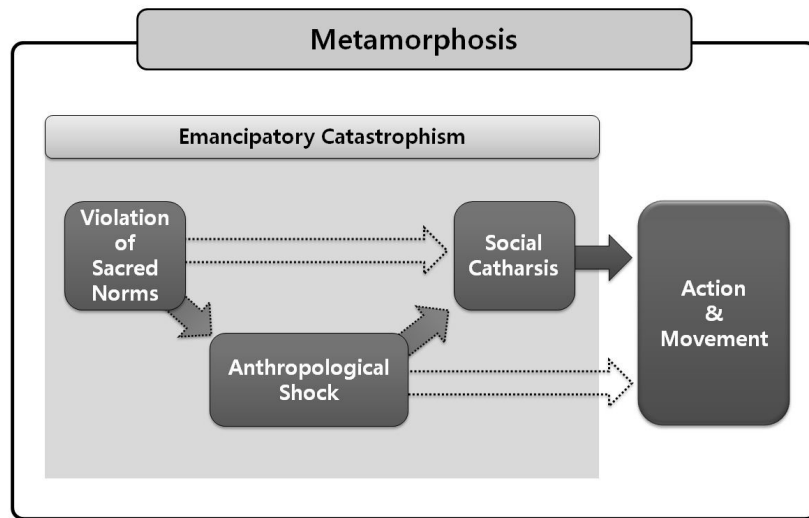 Metamorphosis
Emancipatory Catastrophism
Violation
of
Sacred
Norms
Social
Catharsis
Anthropological
Shock
Action
&
Movement